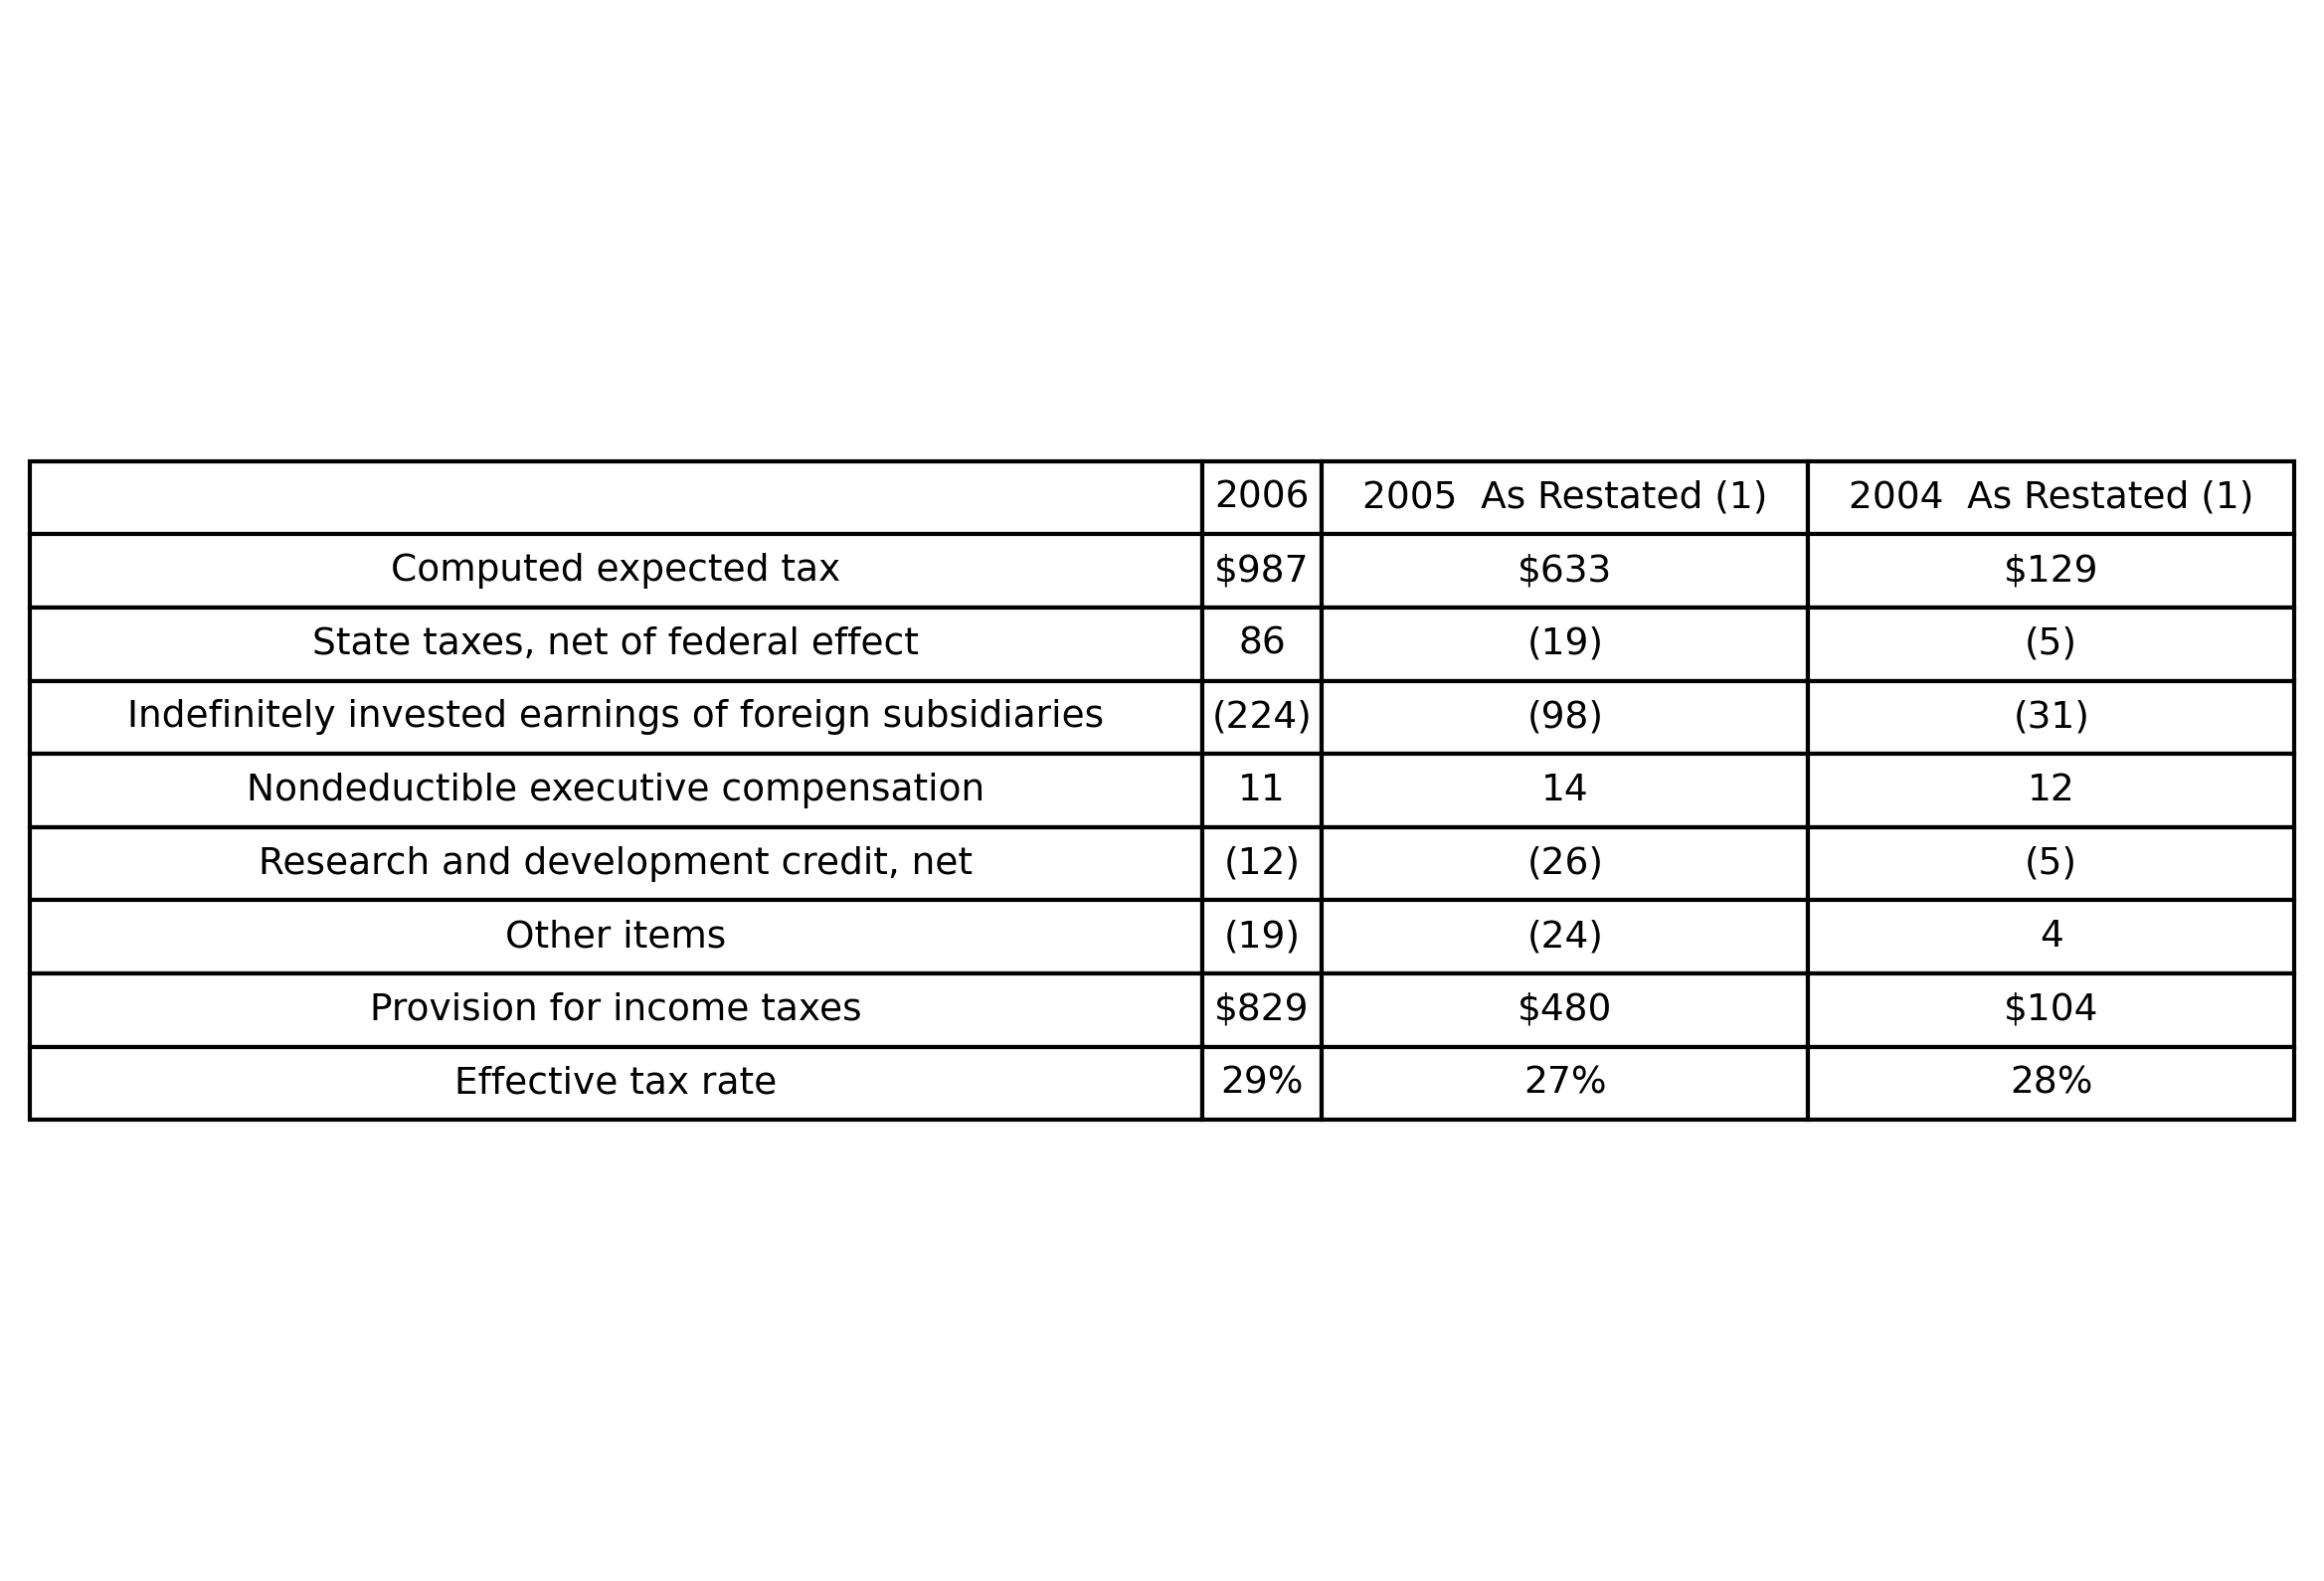 2006 2005  As Restated (1) 2004  As Restated (1)
Computed expected tax $987 $633 $129
State taxes, net of federal effect 86 (19) (5)
Indefinitely invested earnings of foreign subsidiaries (224) (98) (31)
Nondeductible executive compensation 11 14 12
Research and development credit, net (12) (26) (5)
Other items (19) (24) 4
Provision for income taxes $829 $480 $104
Effective tax rate 29% 27% 28%